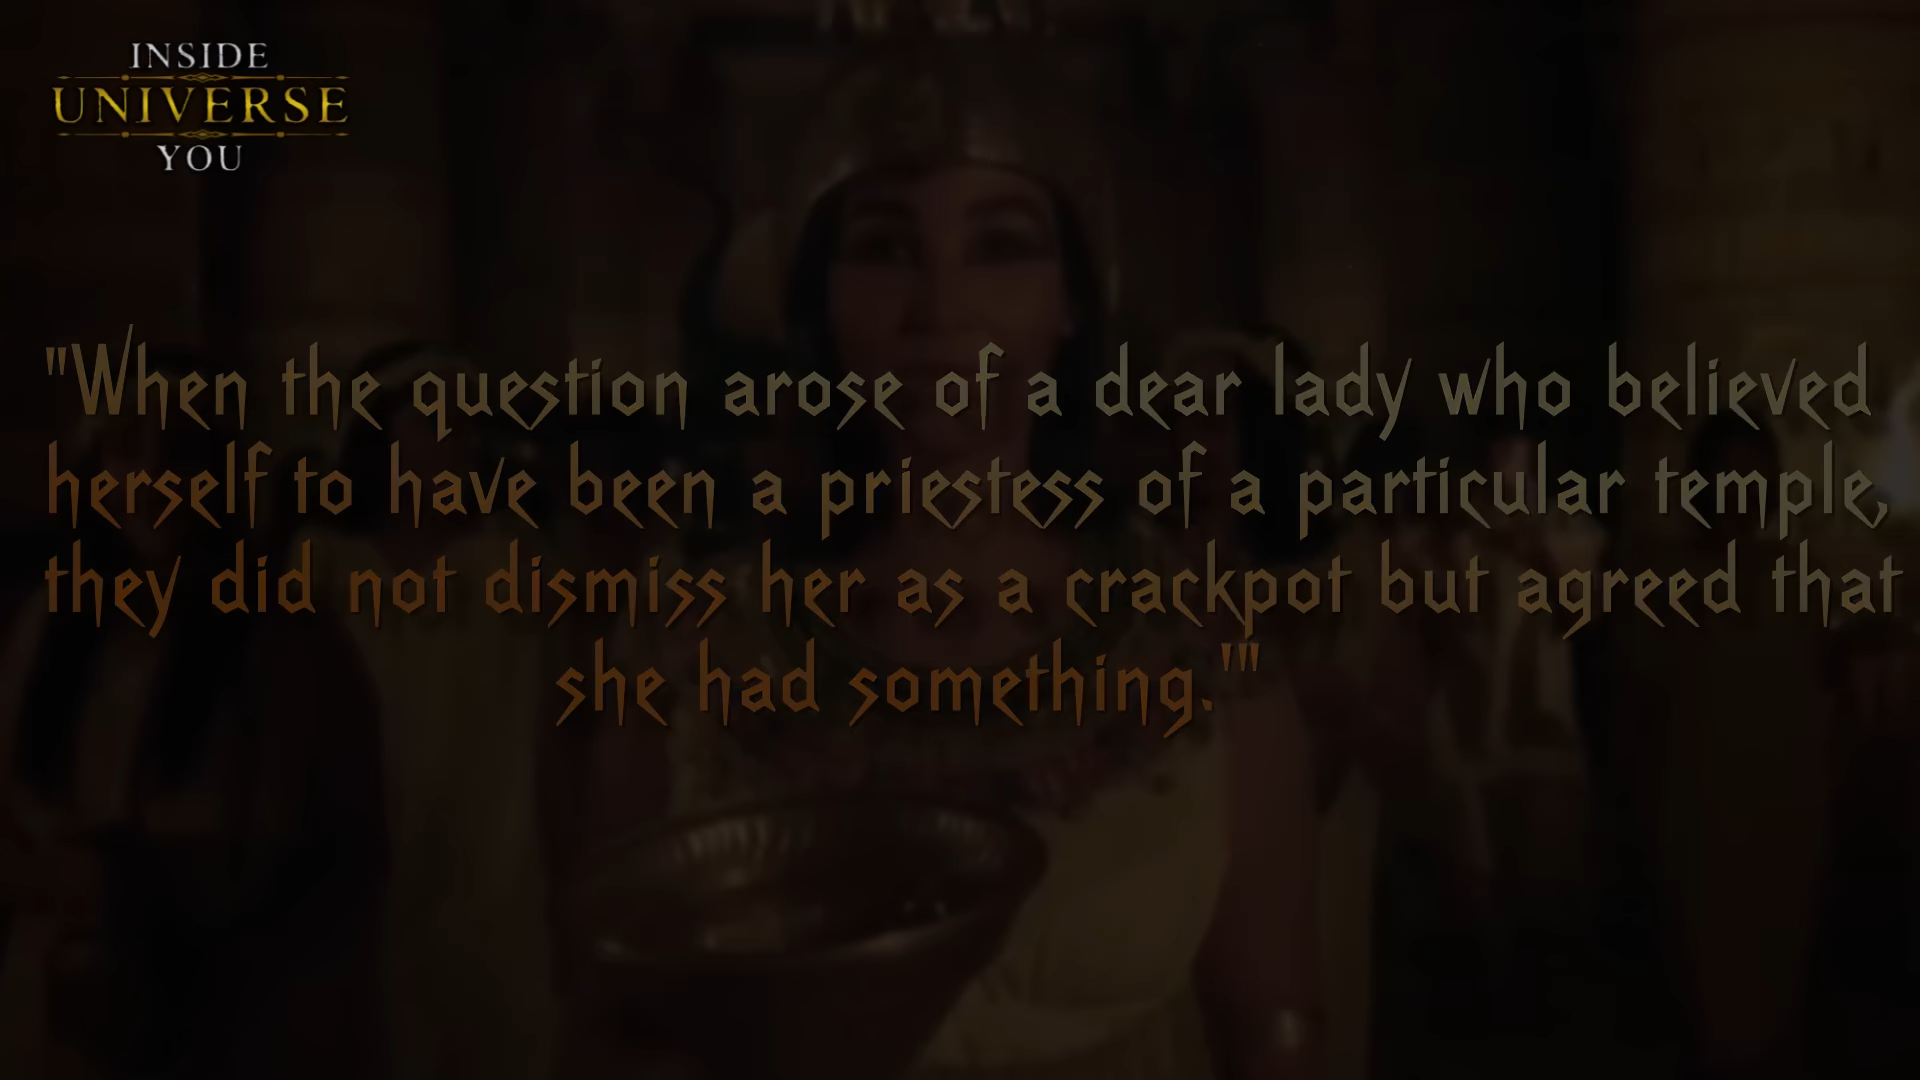 INSIDE
UNIVERSE
YOU
"When the question arose of a dear lady who believed
herself to have been a priestess of a particular temple,
they did not dismiss her as a crackpot but agreed that
she had something.'"